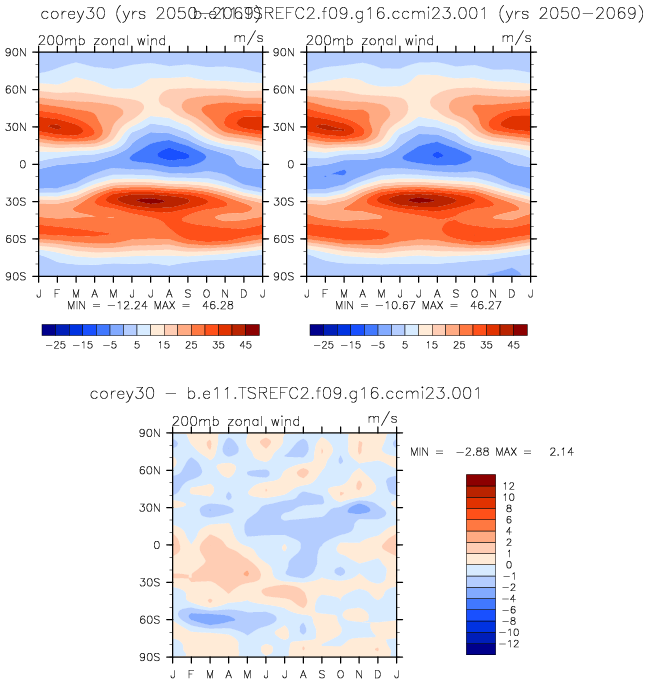 corey30 (yrs 2050-2069) b.e11.TSREFC2.f09.g16.ccmi23.001 (yrs 2050-2069)
200mb zonal wind m/s 200mb zonal wind m/s
90N 90N
60N 60N
30N 30N
0 0
30S 30S
60S 60S
90S 90S
J F M A M J J A S O N D J J F M A M J J A S O N D J
MIN = -12.24 MAX = 46.28 MIN = -10.67 MAX = 46.27
-25 -15 -5 5 15 25 35 45 -25 -15 -5 5 15 25 35 45
corey30 - b.e11.TSREFC2.f09.g16.ccmi23.001
200mb zonal wind m/s
MIN = -2.88 MAX = 2.14
90N
60N
30N
0
30S
60S
90S
J F M A M J J A S O N D J
12
10
8
6
4
2
1
0
-1
-2
-4
-6
-8
-10
-12